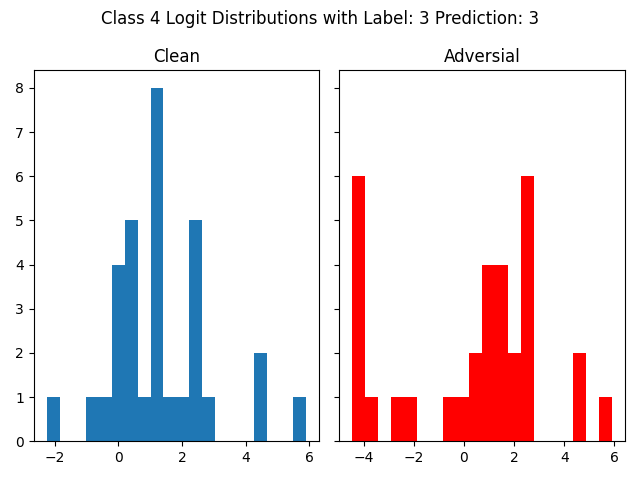 Class 4 Logit Distributions with Label: 3 Prediction: 3
Clean
Adversial
8
7
6
5
4
3
2
1
0
−2 0 2 4 6
−4 −2 0 2 4 6